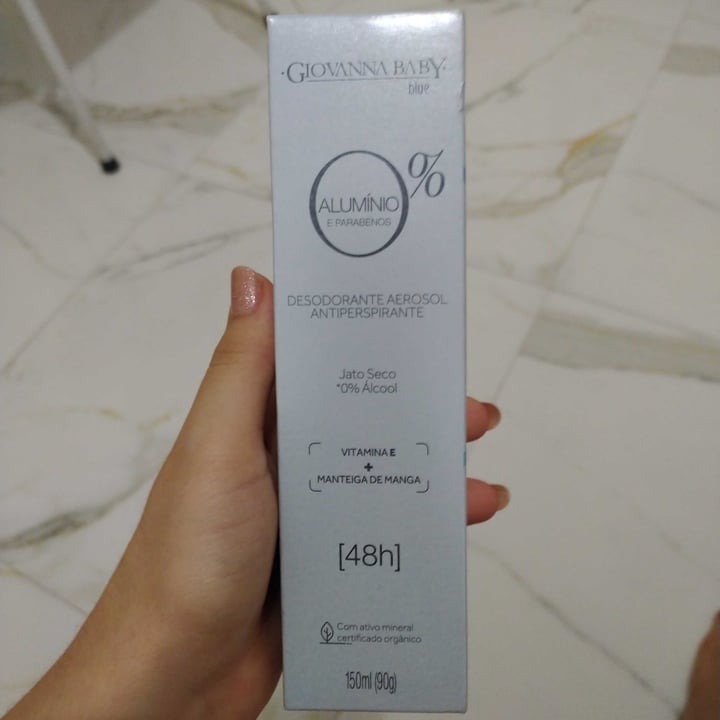 ·GIOVANNA BABY·
blue
0%
ALUMÍNIO
E PARABENOS
DESODORANTE AEROSOL
ANTIPERSPIRANTE
Jato Seco
*0% Álcool
VITAMINA E
+
MANTEIGA DE MANGA
[48h]
Com ativo mineral
certificado orgânico
150ml (90g)